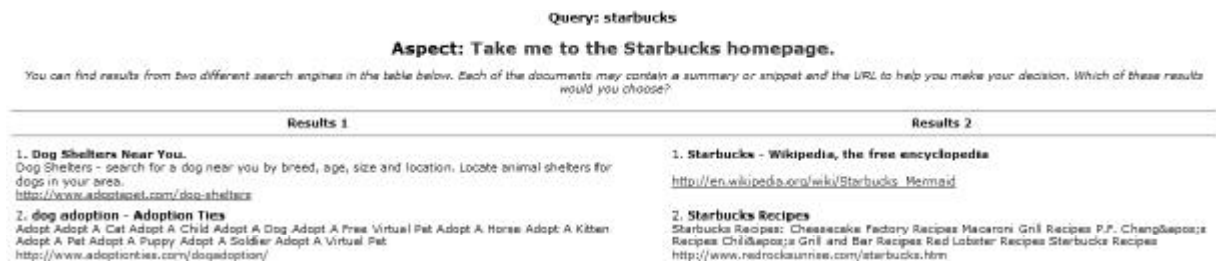 Query: starbucks
Aspect: Take me to the Starbucks homepage.
You can find results from two different search engines in the table below. Each of the documents may contain a summary or snippet and the URL to help you make your decision. Which of these results
would you choose?
Results 1
1. Dog Shelters Near You.
Dog Shelters - search for a dog near you by breed, age, size and location. Locate animal shelters for
dogs in your area.
http://www.adoptapet.com/dog-shelters
2. dog adoption - Adoption Ties
Adopt Adopt A Cat Adopt A Child Adopt A Dog Adopt A Free Virtual Pet Adopt A Horse Adopt A Kitten
Adopt A Pet Adopt A Puppy Adopt A Soldier Adopt A Virtual Pet
http://www.adoptionties.com/dogadoption/
Results 2
1. Starbucks - Wikipedia, the free encyclopedia
http://en.wikipedia.org/wiki/Starbucks_Mermaid
2. Starbucks Recipes
Starbucks Recipes: Cheesecake Factory Recipes Macaroni Grill Recipes P.F. Chang&apos;s
Recipes Chili&apos;s Grill and Bar Recipes Red Lobster Recipes Starbucks Recipes
http://www.redrocksunrise.com/starbucks.htm